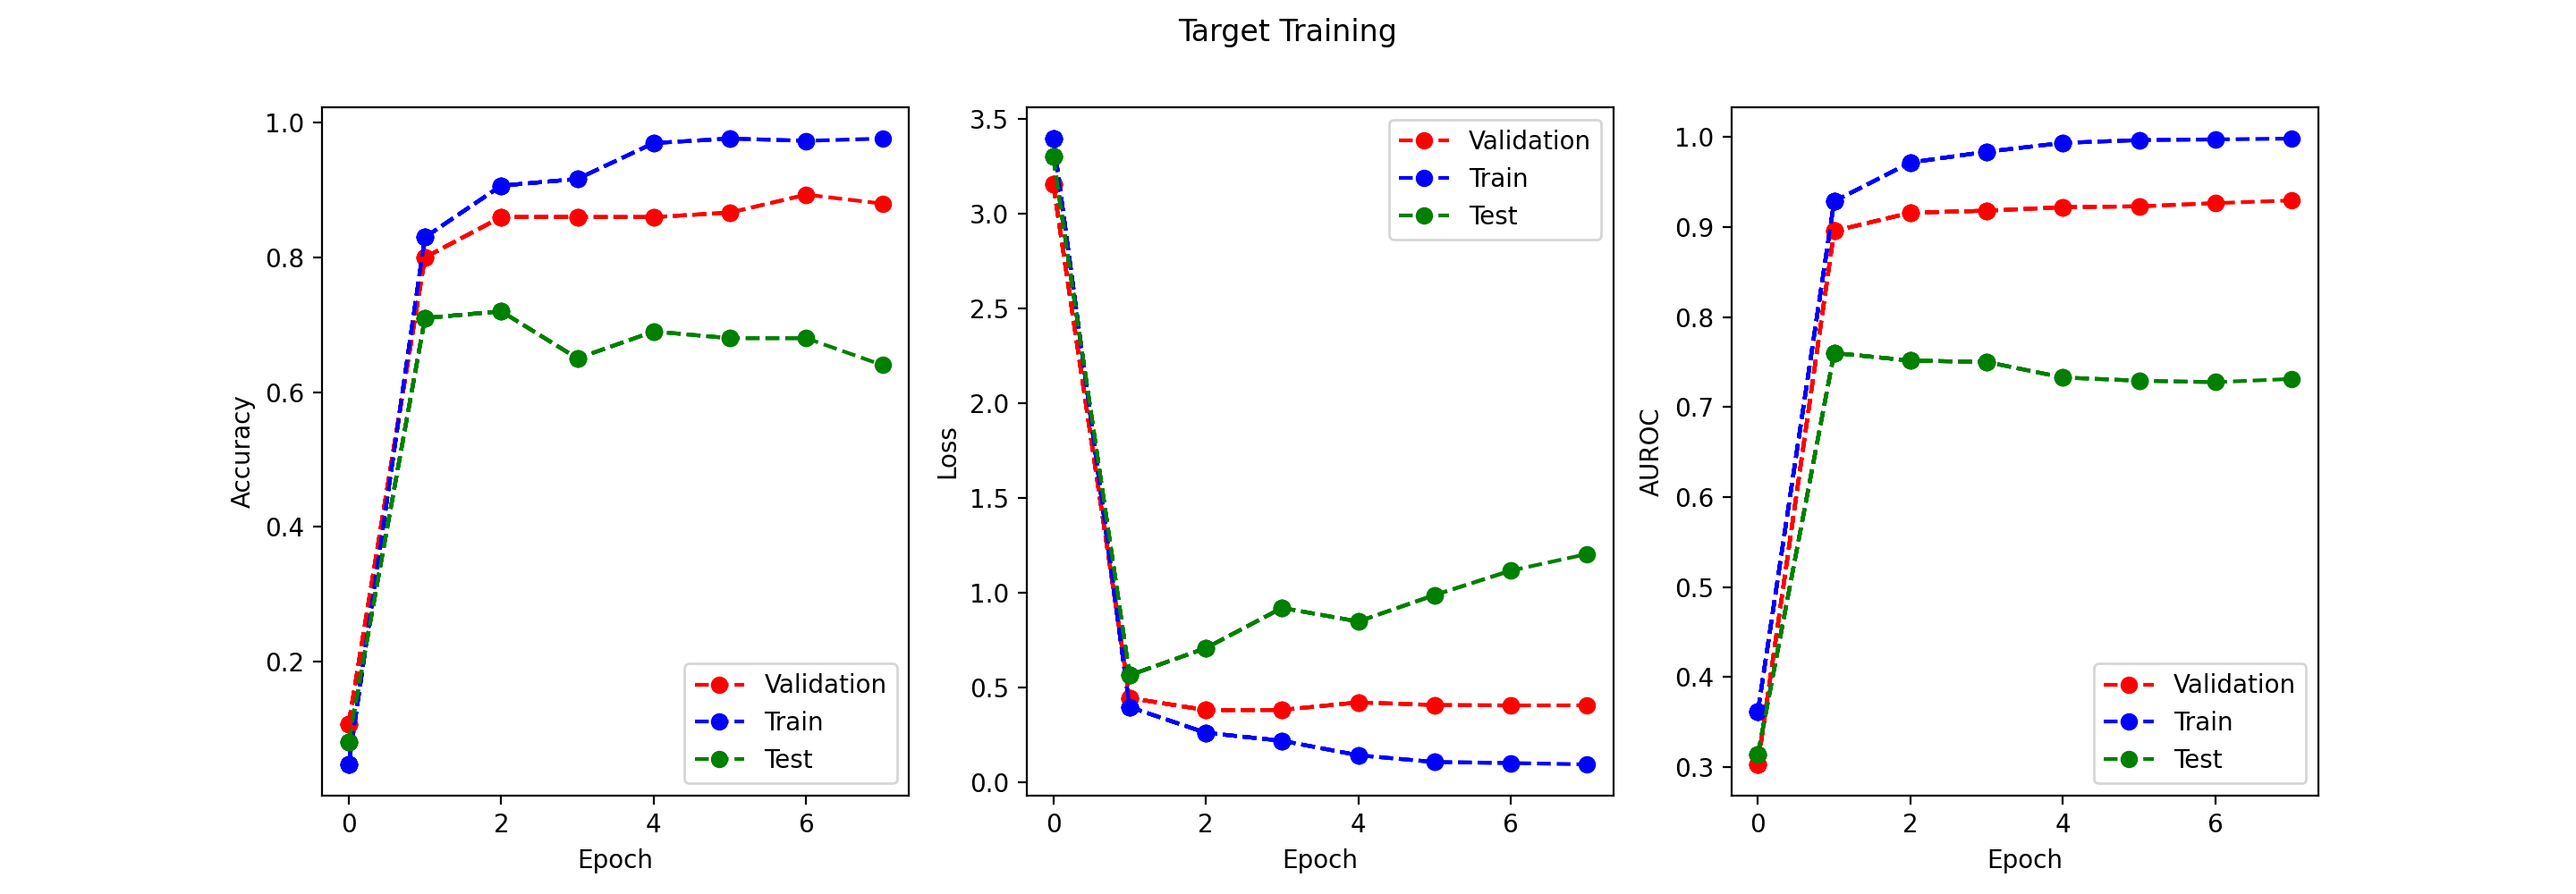 Target Training
Accuracy
1.0
0.8
0.6
0.4
0.2
Validation
Train
Test
0 2 4 6
Epoch
Loss
3.5
3.0
2.5
2.0
1.5
1.0
0.5
0.0
Validation
Train
Test
0 2 4 6
Epoch
AUROC
1.0
0.9
0.8
0.7
0.6
0.5
0.4
0.3
Validation
Train
Test
0 2 4 6
Epoch